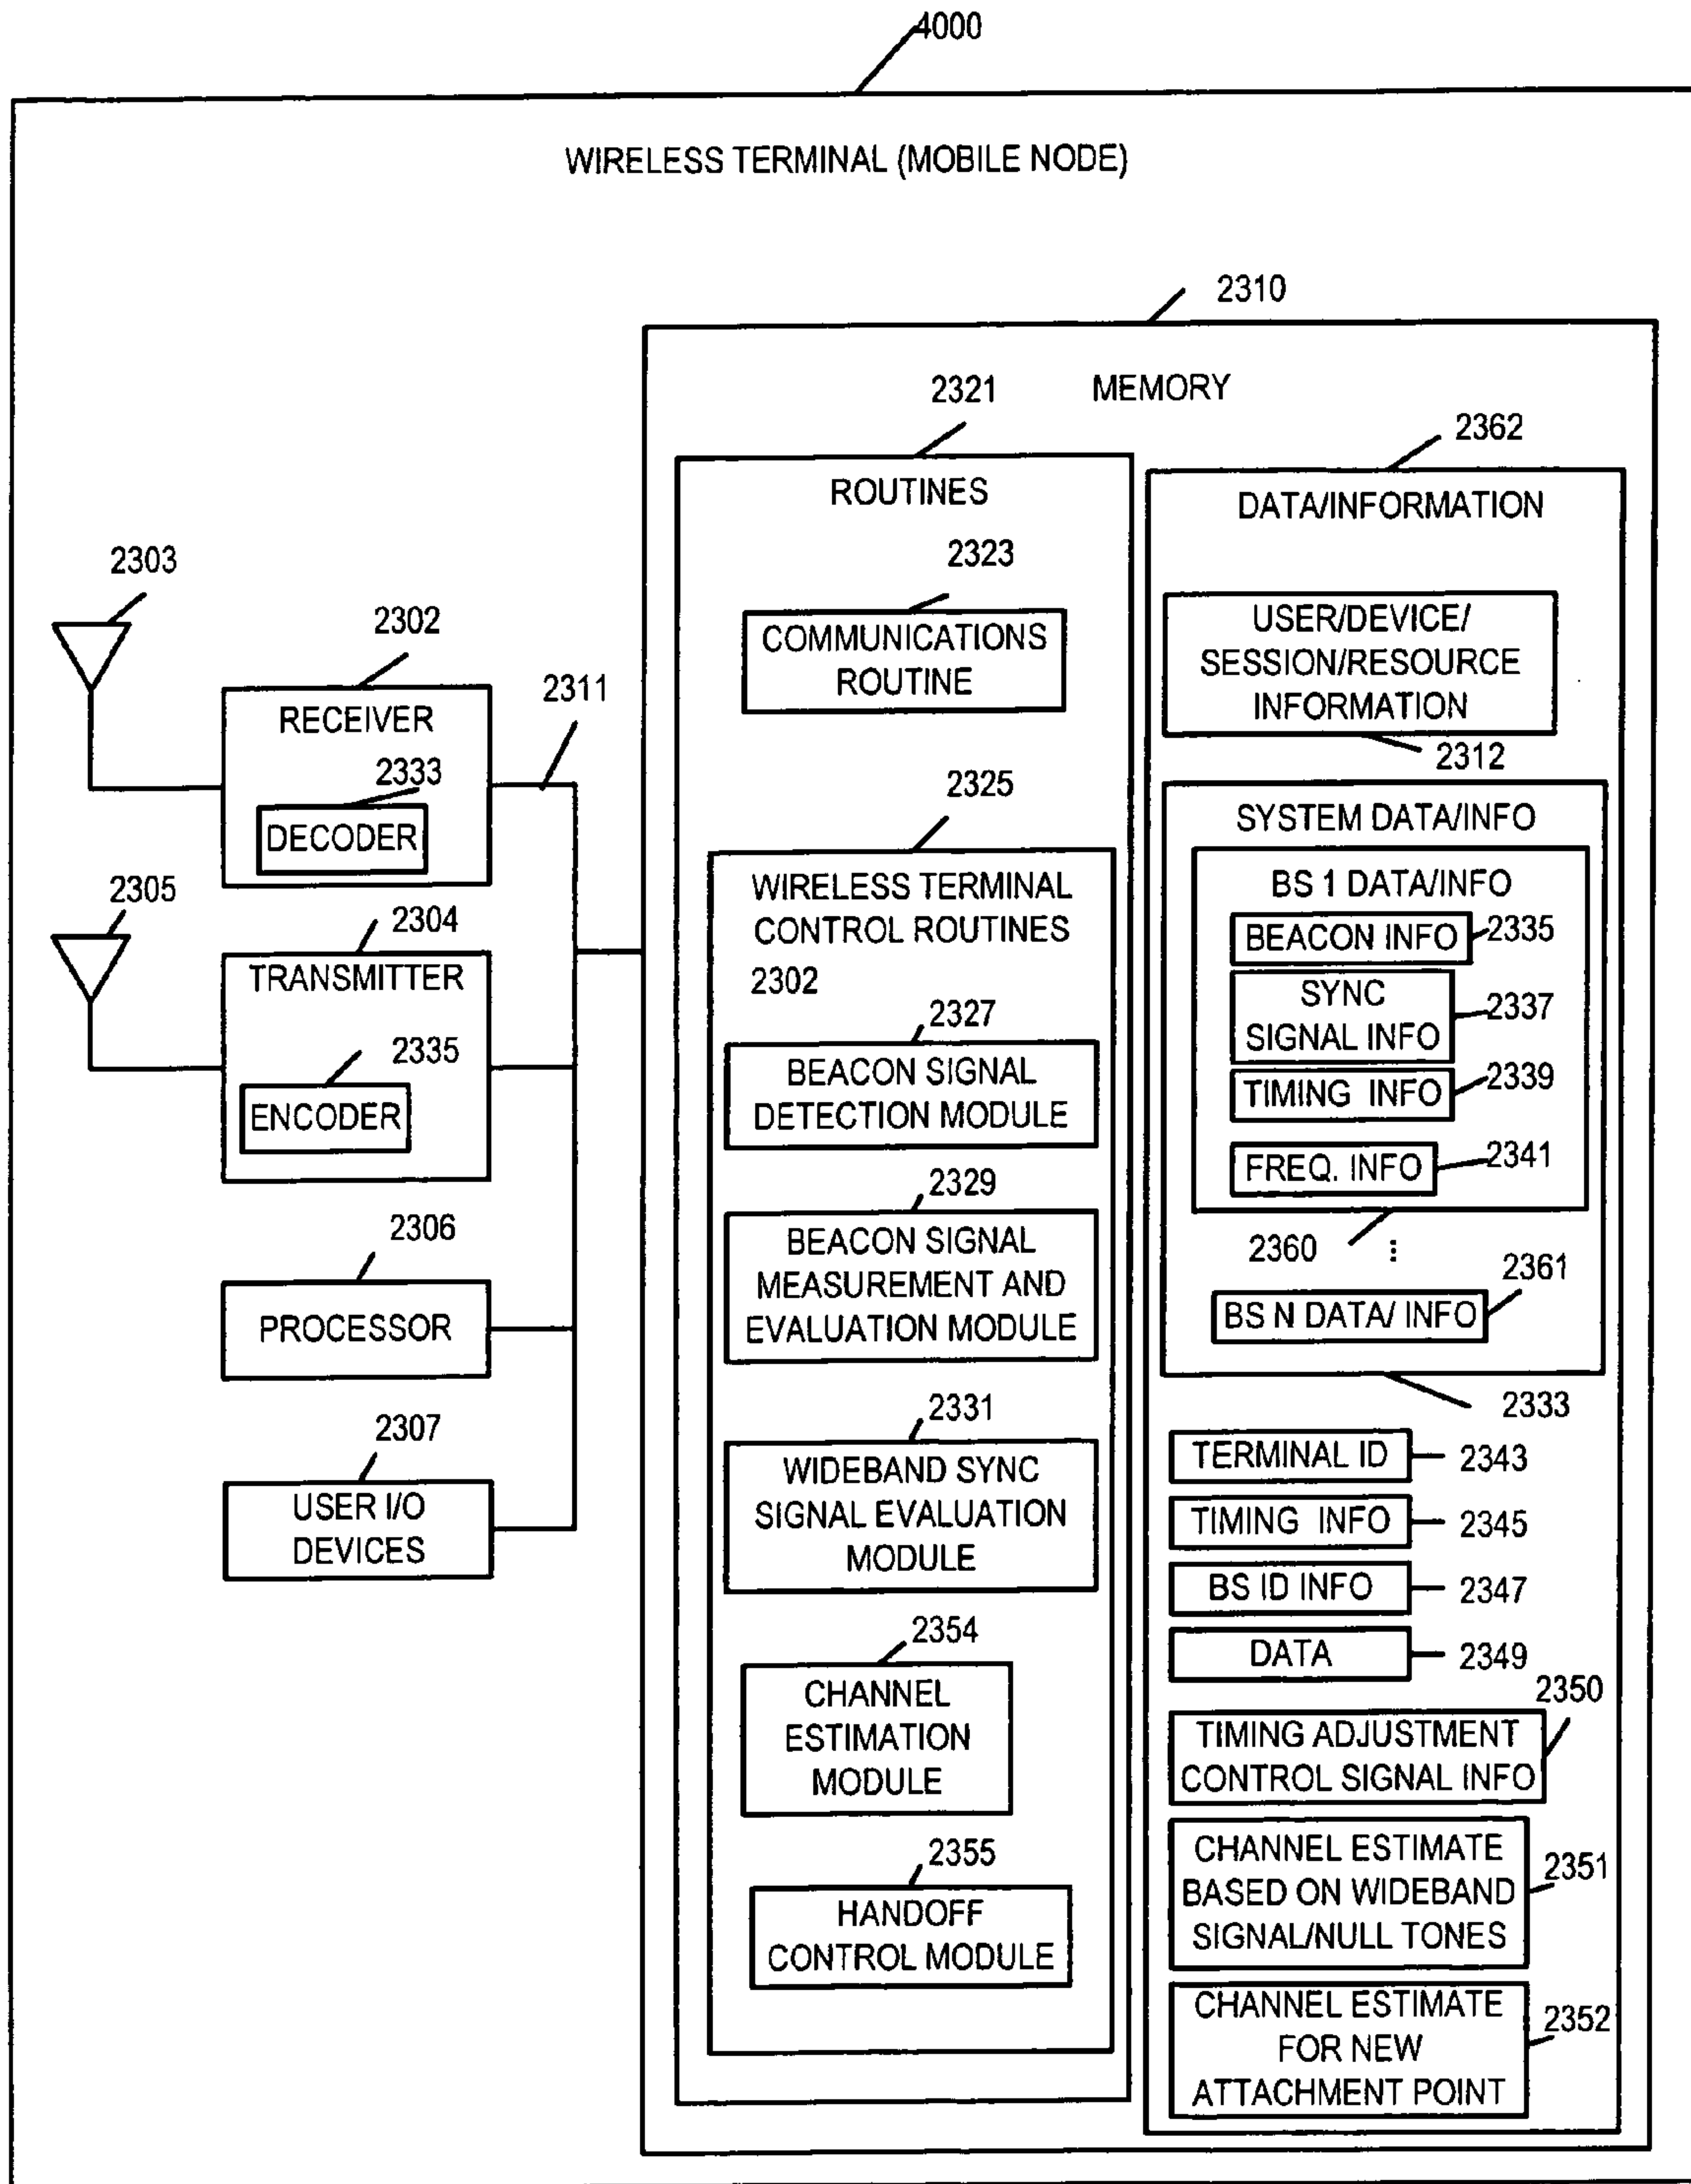 4000
WIRELESS TERMINAL (MOBILE NODE)
2310
MEMORY
2321
ROUTINES
2323
COMMUNICATIONS
ROUTINE
2325
WIRELESS TERMINAL
CONTROL ROUTINES
2302
2327
BEACON SIGNAL
DETECTION MODULE
2329
BEACON SIGNAL
MEASUREMENT AND
EVALUATION MODULE
2331
WIDEBAND SYNC
SIGNAL EVALUATION
MODULE
2354
CHANNEL
ESTIMATION
MODULE
2355
HANDOFF
CONTROL MODULE
2362
DATA/INFORMATION
USER/DEVICE/
SESSION/RESOURCE
INFORMATION
2312
SYSTEM DATA/INFO
BS 1 DATA/INFO
BEACON INFO 2335
SYNC
SIGNAL INFO 2337
TIMING INFO 2339
FREQ. INFO 2341
2360 ...
BS N DATA/ INFO 2361
2333
TERMINAL ID 2343
TIMING INFO 2345
BS ID INFO 2347
DATA 2349
2350
TIMING ADJUSTMENT
CONTROL SIGNAL INFO
CHANNEL ESTIMATE
BASED ON WIDEBAND
SIGNAL/NULL TONES
2351
CHANNEL ESTIMATE
FOR NEW
ATTACHMENT POINT
2352
2303
2302
RECEIVER
2333
DECODER
2311
2305
2304
TRANSMITTER
2335
ENCODER
2306
PROCESSOR
2307
USER I/O
DEVICES